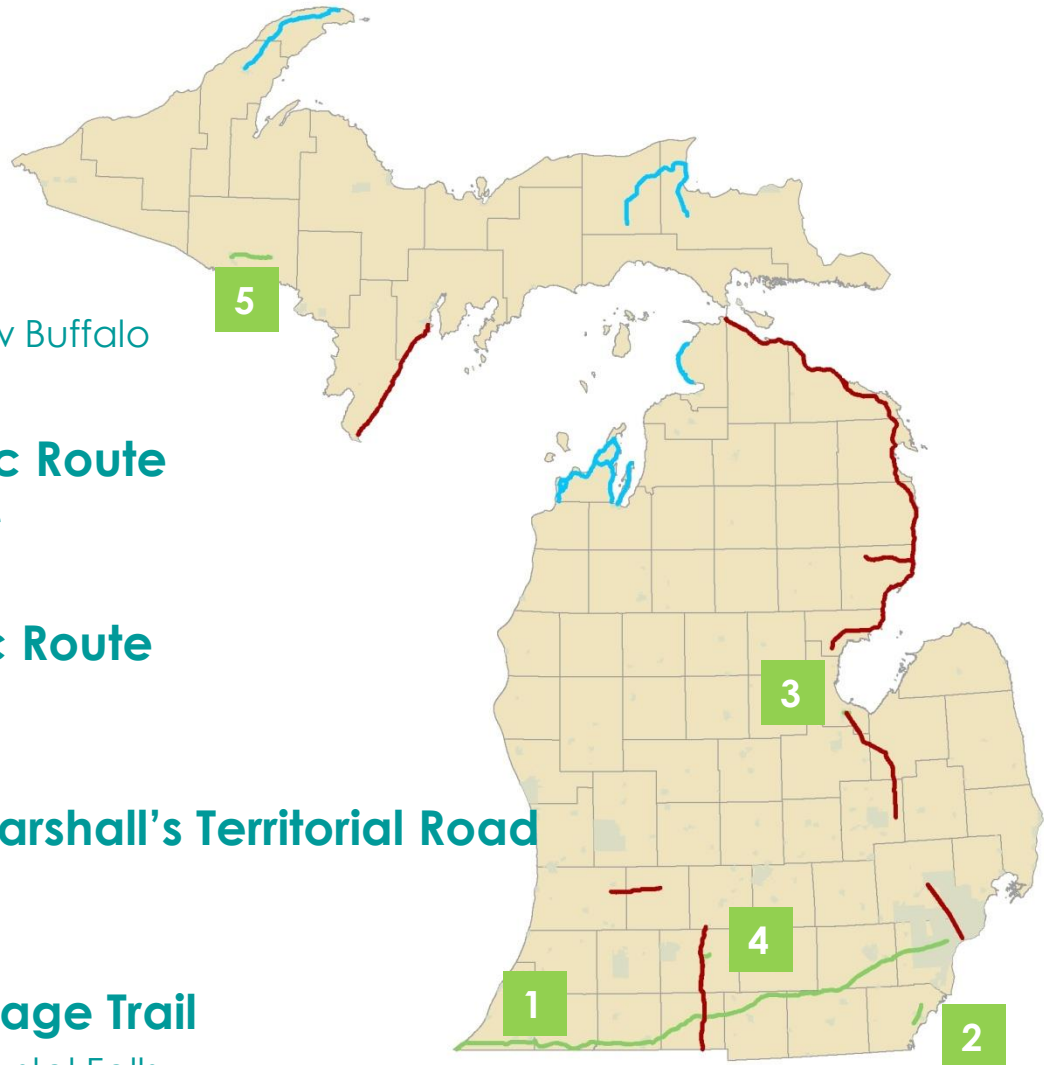 5
v Buffalo
c Route
c Route
3
arshall's Territorial Road
4
1
age Trail
2